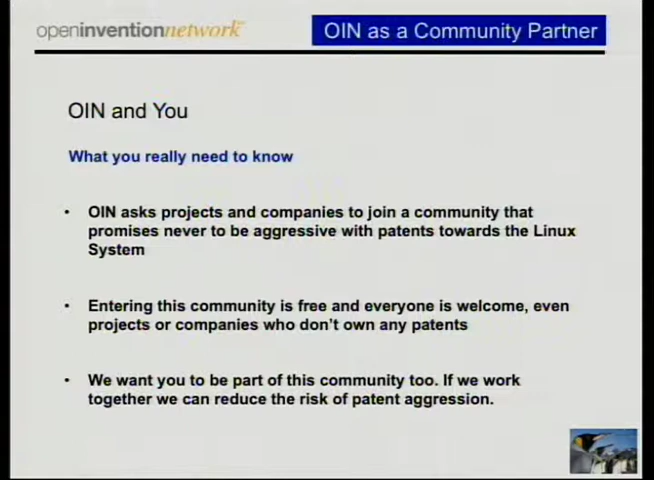 openinventionnetwork
OIN as a Community Partner
OIN and You
What you really need to know
• OIN asks projects and companies to join a community that
promises never to be aggressive with patents towards the Linux
System
• Entering this community is free and everyone is welcome, even
projects or companies who don't own any patents
• We want you to be part of this community too. If we work
together we can reduce the risk of patent aggression.